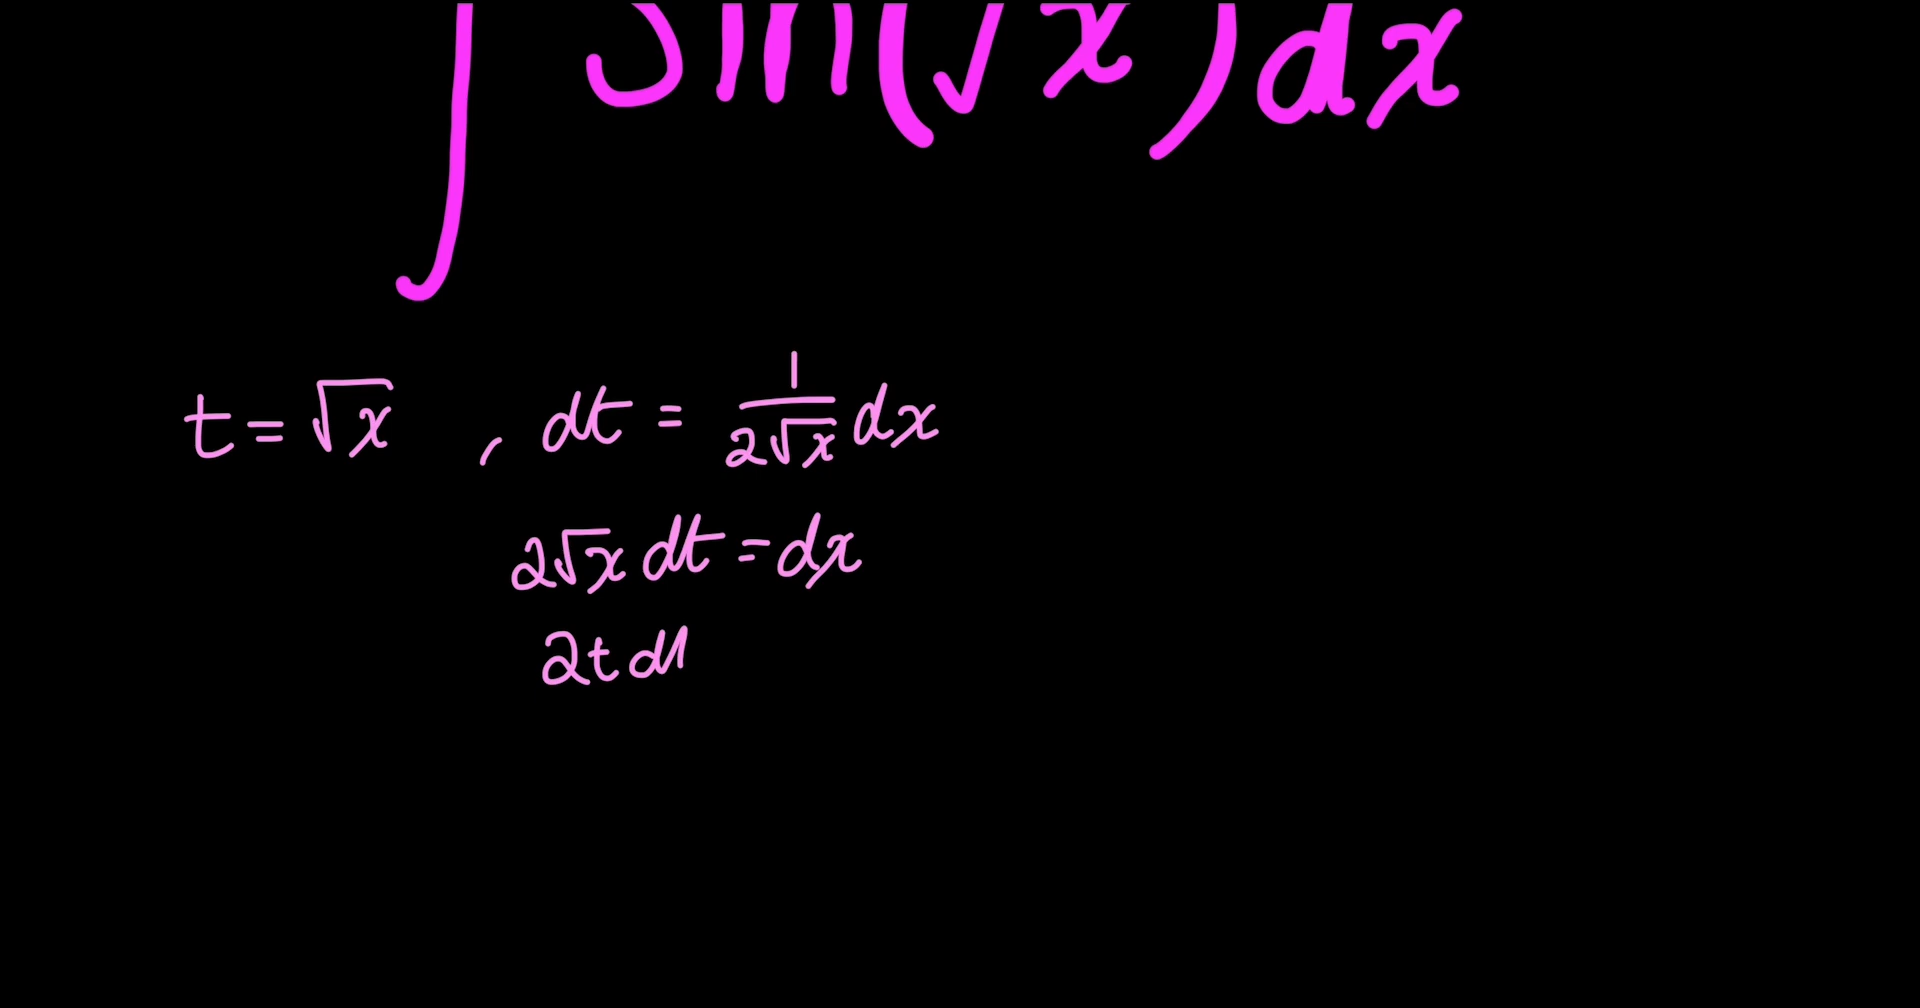 ∫ sin(√x)dx
t = √x , dt = 1/(2√x) dx
2√x dt = dx
2t d